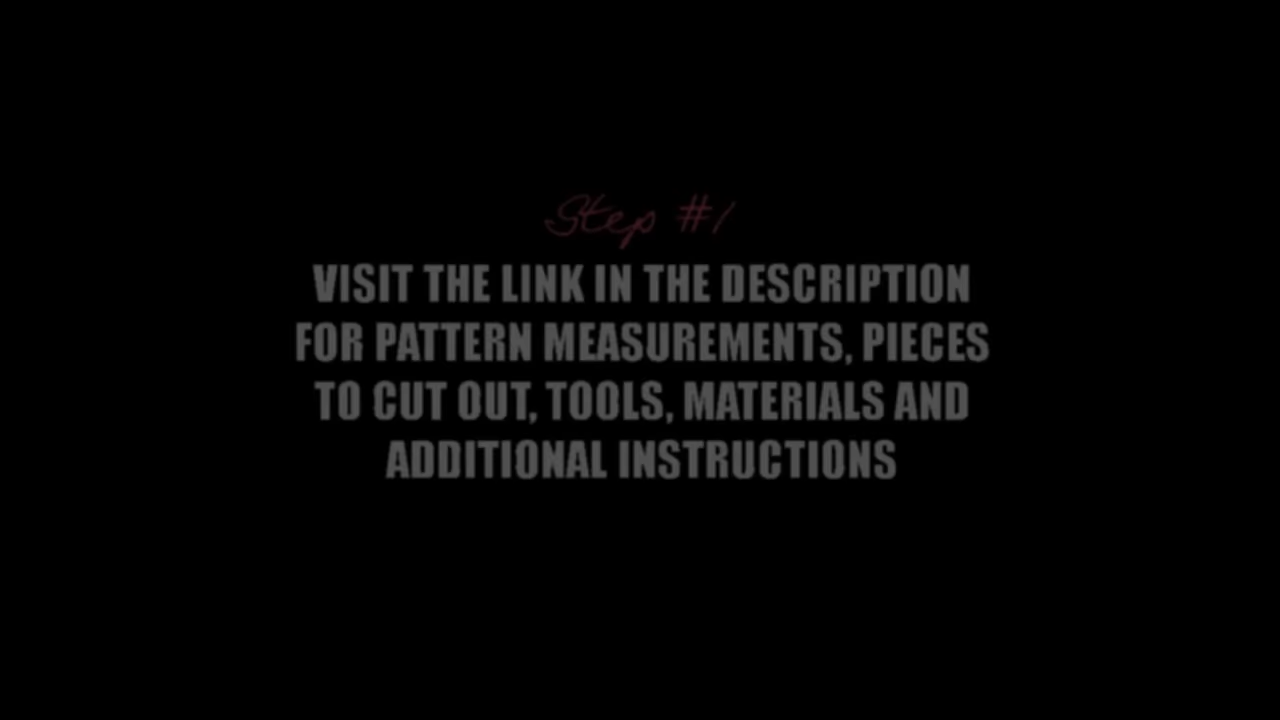 Step #1
VISIT THE LINK IN THE DESCRIPTION
FOR PATTERN MEASUREMENTS, PIECES
TO CUT OUT, TOOLS, MATERIALS AND
ADDITIONAL INSTRUCTIONS